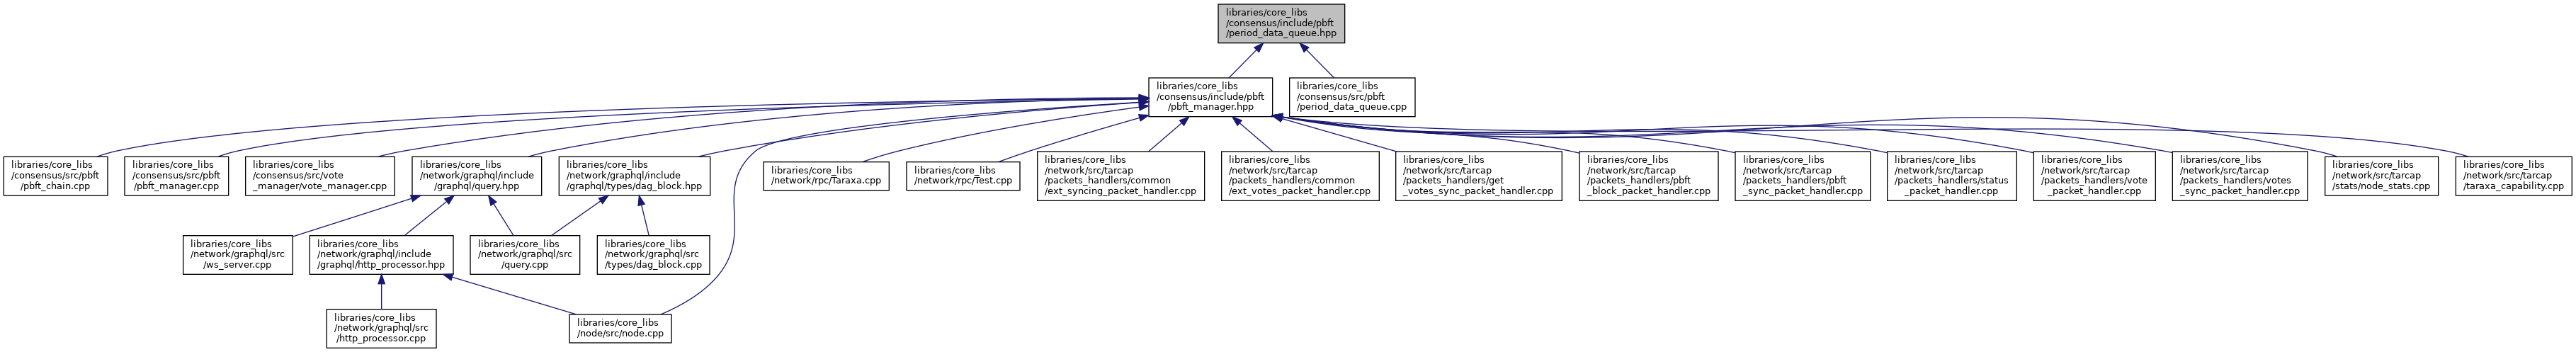 libraries/core_libs
/consensus/include/pbft
/period_data_queue.hpp
libraries/core_libs
/consensus/include/pbft
/pbft_manager.hpp
libraries/core_libs
/consensus/src/pbft
/period_data_queue.cpp
libraries/core_libs
/consensus/src/pbft
/pbft_chain.cpp
libraries/core_libs
/consensus/src/pbft
/pbft_manager.cpp
libraries/core_libs
/consensus/src/vote
_manager/vote_manager.cpp
libraries/core_libs
/network/graphql/include
/graphql/query.hpp
libraries/core_libs
/network/graphql/include
/graphql/types/dag_block.hpp
libraries/core_libs
/network/rpc/Taraxa.cpp
libraries/core_libs
/network/rpc/Test.cpp
libraries/core_libs
/network/src/tarcap
/packets_handlers/common
/ext_syncing_packet_handler.cpp
libraries/core_libs
/network/src/tarcap
/packets_handlers/common
/ext_votes_packet_handler.cpp
libraries/core_libs
/network/src/tarcap
/packets_handlers/get
_votes_sync_packet_handler.cpp
libraries/core_libs
/network/src/tarcap
/packets_handlers/pbft
_block_packet_handler.cpp
libraries/core_libs
/network/src/tarcap
/packets_handlers/pbft
_sync_packet_handler.cpp
libraries/core_libs
/network/src/tarcap
/packets_handlers/status
_packet_handler.cpp
libraries/core_libs
/network/src/tarcap
/packets_handlers/vote
_packet_handler.cpp
libraries/core_libs
/network/src/tarcap
/packets_handlers/votes
_sync_packet_handler.cpp
libraries/core_libs
/network/src/tarcap
/stats/node_stats.cpp
libraries/core_libs
/network/src/tarcap
/taraxa_capability.cpp
libraries/core_libs
/network/graphql/src
/ws_server.cpp
libraries/core_libs
/network/graphql/include
/graphql/http_processor.hpp
libraries/core_libs
/network/graphql/src
/query.cpp
libraries/core_libs
/network/graphql/src
/types/dag_block.cpp
libraries/core_libs
/network/graphql/src
/http_processor.cpp
libraries/core_libs
/node/src/node.cpp